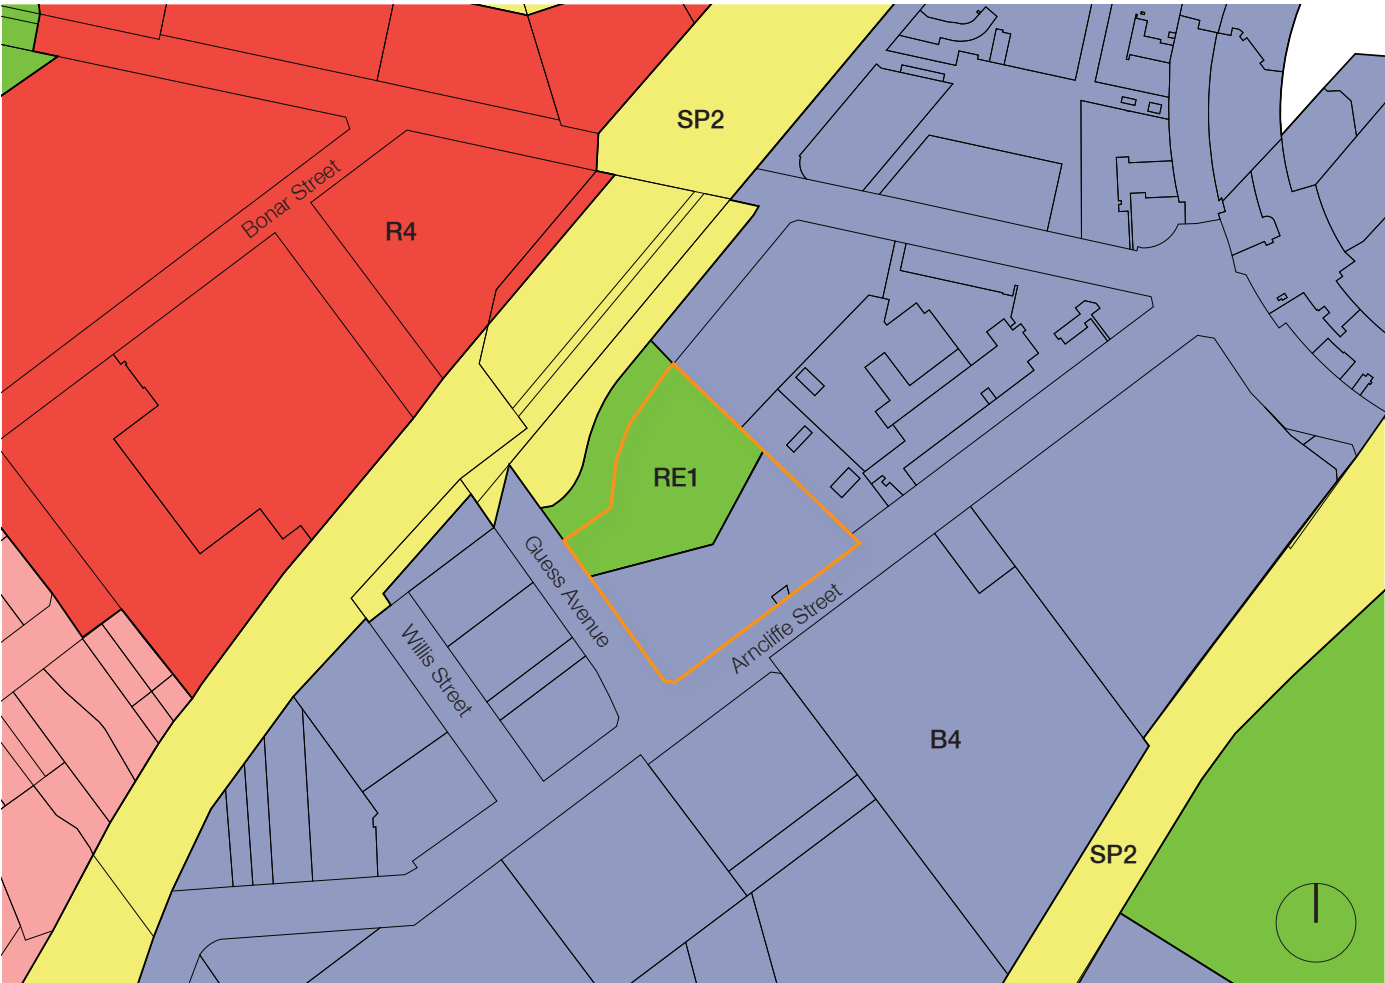 SP2
Bonar Street
R4
RE1
Guess Avenue
Arncliffe Street
Willis Street
B4
SP2